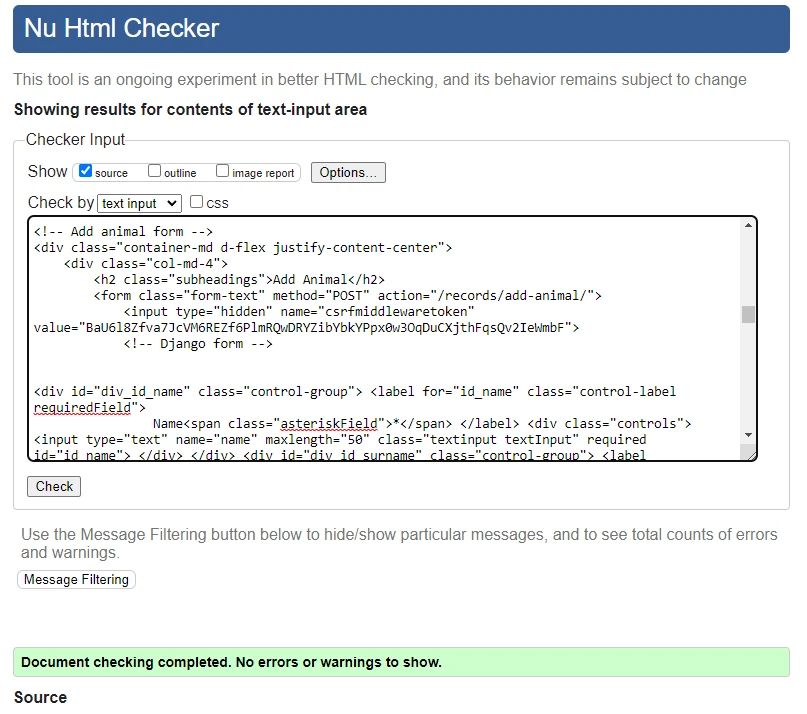 Nu Html Checker
This tool is an ongoing experiment in better HTML checking, and its behavior remains subject to change
Showing results for contents of text-input area
Checker Input
Show source outline image report Options...
Check by text input css
<!-- Add animal form -->
<div class="container-md d-flex justify-content-center">
<div class="col-md-4">
<h2 class="subheadings">Add Animal</h2>
<form class="form-text" method="POST" action="/records/add-animal/">
<input type="hidden" name="csrfmiddlewaretoken"
value="BaU6l8Zfva7JcVM6REZf6PlmRQwDRYZibYbkYPpx0w3OqDuCXjthFqsQv2IeWmbF">
<!-- Django form -->
<div id="div_id_name" class="control-group"> <label for="id_name" class="control-label
requiredField">
Name<span class="asteriskField">*</span> </label> <div class="controls">
<input type="text" name="name" maxlength="50" class="textinput textInput" required
id="id_name"> </div> </div> <div id="div_id_surname" class="control-group"> <label
Check
Use the Message Filtering button below to hide/show particular messages, and to see total counts of errors
and warnings.
Message Filtering
Document checking completed. No errors or warnings to show.
Source